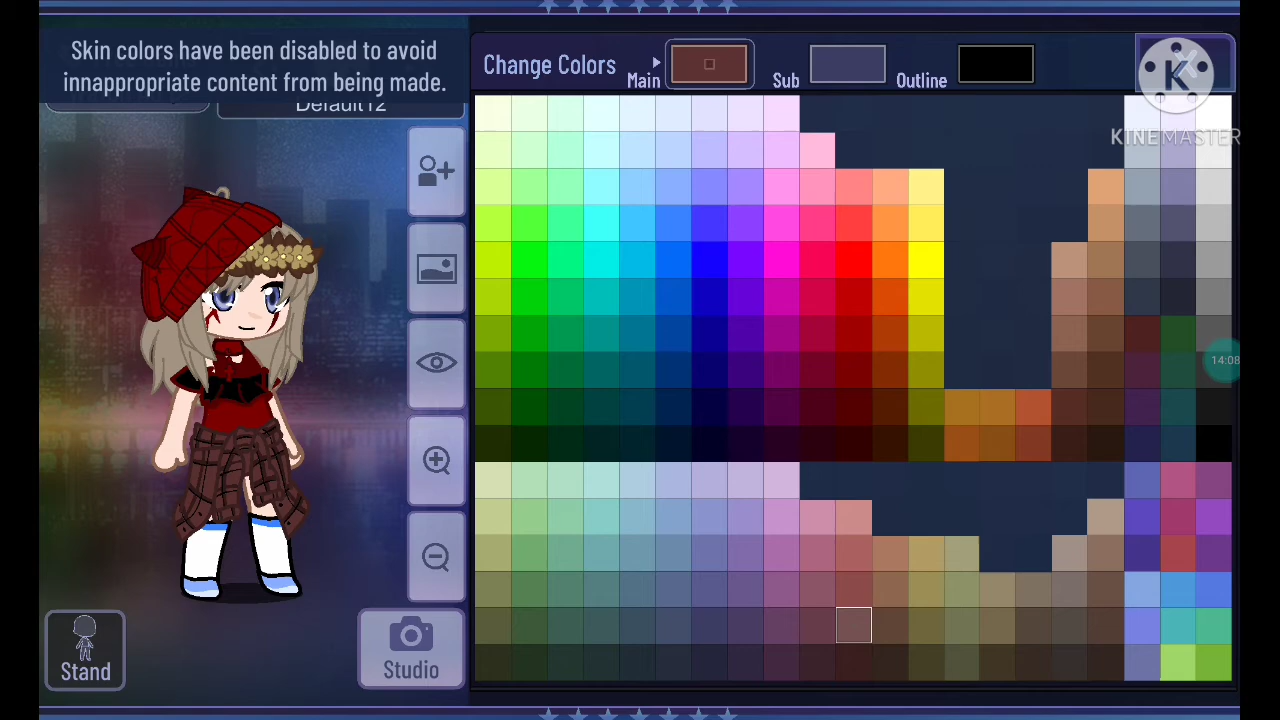 Skin colors have been disabled to avoid
innappropriate content from being made.
Default12
Change Colors
Main
Sub
Outline
K
KINEMASTER
14:08
Stand
Studio